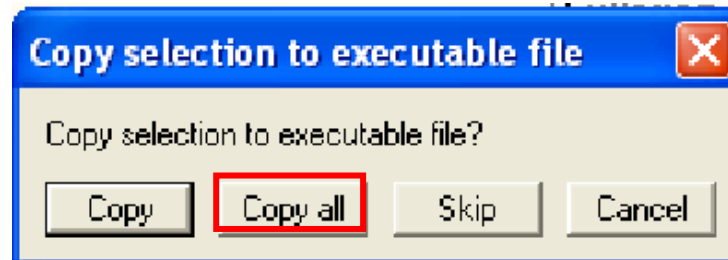 Copy selection to executable file
Copy selection to executable file?
Copy Copy all Skip Cancel